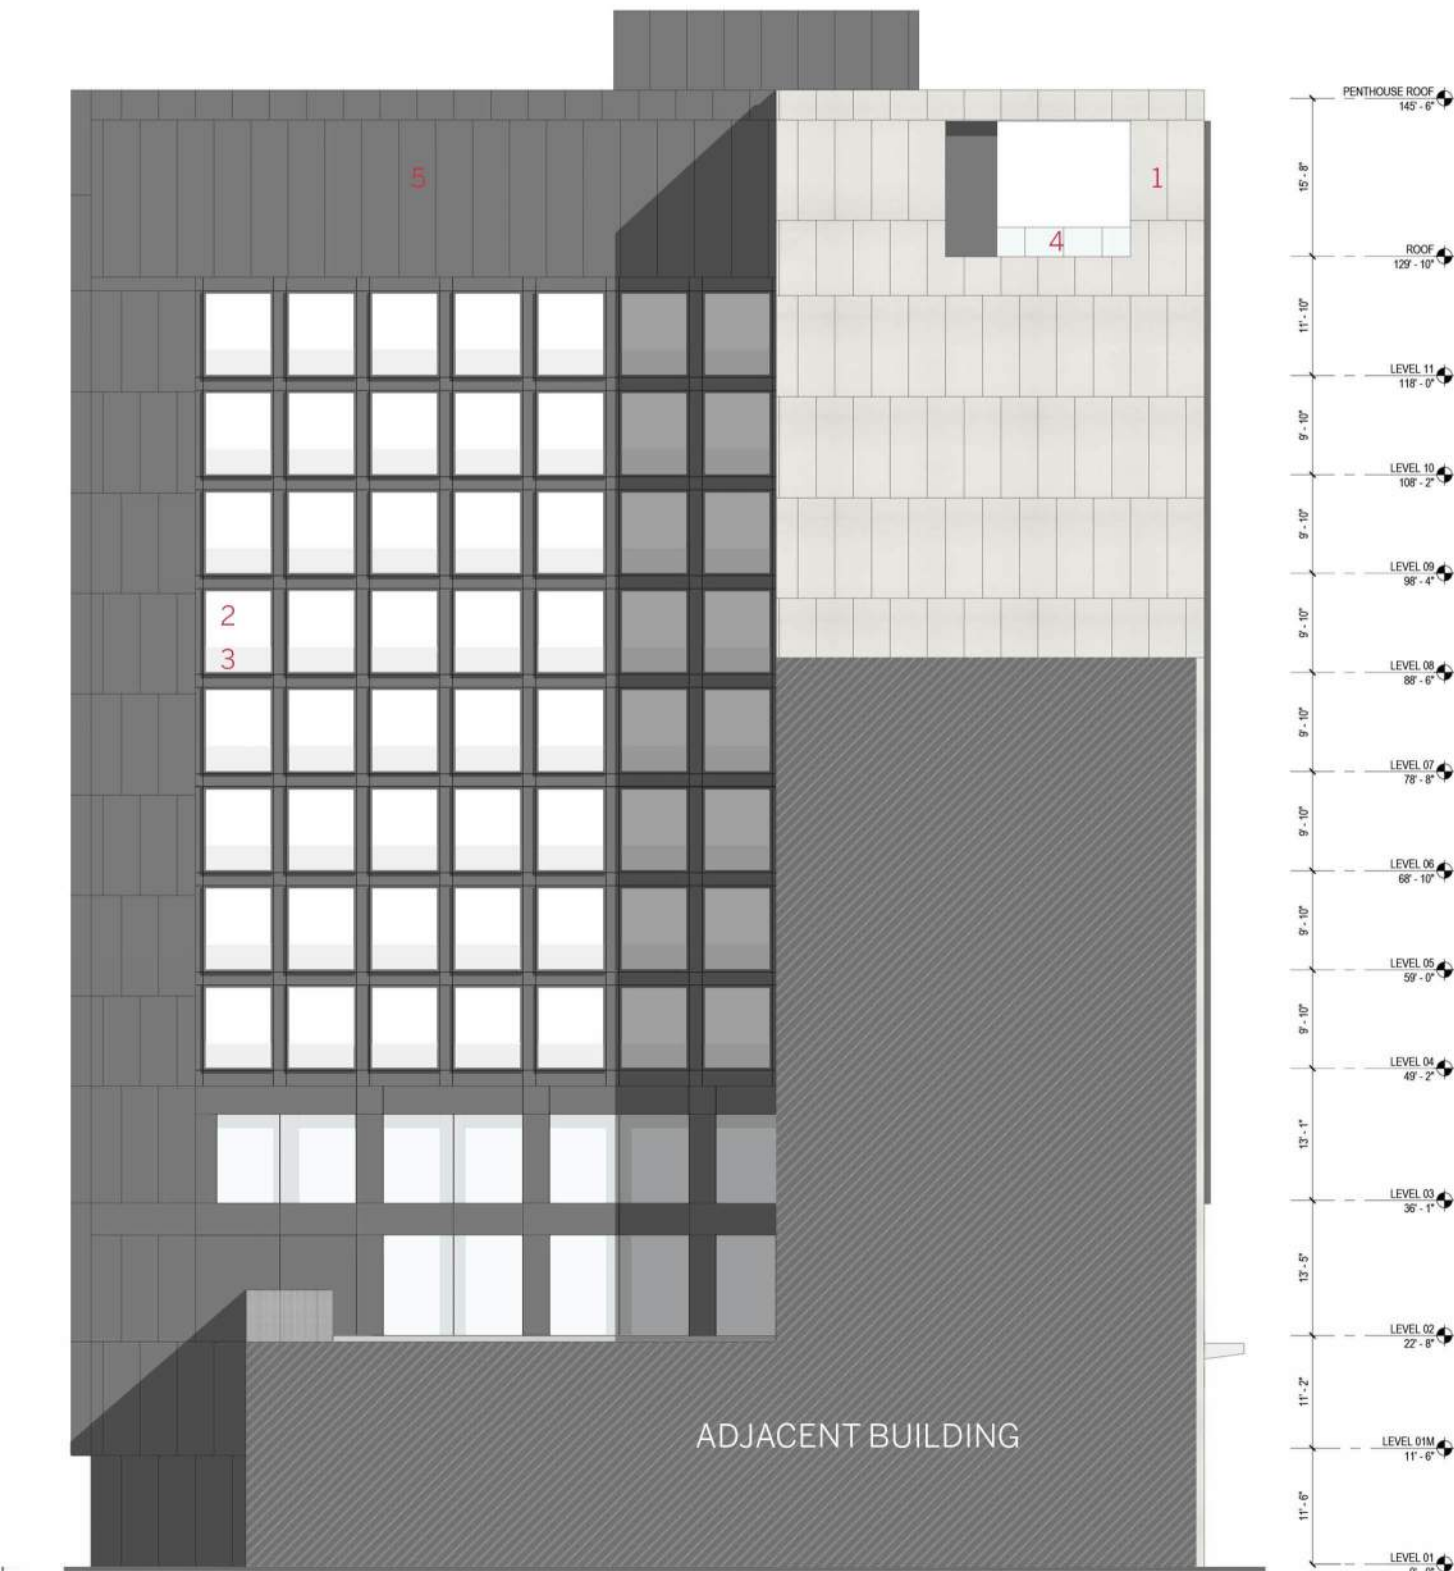 PENTHOUSE ROOF
145' - 6"
15' - 8"
5
1
4
ROOF
129' - 10"
11' - 10"
LEVEL 11
118' - 0"
9' - 10"
LEVEL 10
108' - 2"
9' - 10"
LEVEL 09
98' - 4"
9' - 10"
2
3
LEVEL 08
88' - 6"
9' - 10"
LEVEL 07
78' - 8"
9' - 10"
LEVEL 06
68' - 10"
9' - 10"
LEVEL 05
59' - 0"
9' - 10"
LEVEL 04
49' - 2"
13' - 1"
LEVEL 03
36' - 1"
13' - 5"
LEVEL 02
22' - 8"
11' - 2"
ADJACENT BUILDING
LEVEL 01M
11' - 6"
11' - 6"
LEVEL 01